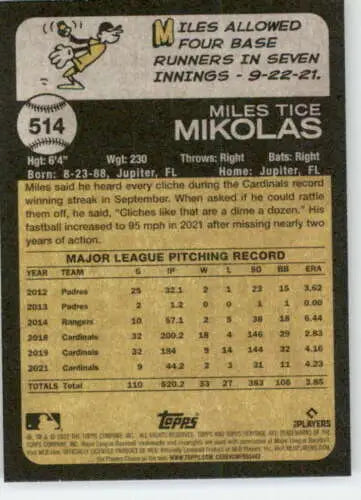 MILES ALLOWED
FOUR BASE
RUNNERS IN SEVEN
INNINGS - 9-22-21.
514
MILES TICE
MIKOLAS
Hgt: 6'4" Wgt: 230 Throws: Right Bats: Right
Born: 8-23-88, Jupiter, FL Home: Jupiter, FL
Miles said he heard every cliche during the Cardinals record
winning streak in September. When asked if he could rattle
them off, he said, "Cliches like that are a dime a dozen." His
fastball increased to 95 mph in 2021 after missing nearly two
years of action.
MAJOR LEAGUE PITCHING RECORD
YEAR TEAM G IP W L SO BB ERA
2012 Padres 25 32.1 2 1 23 15 3.62
2013 Padres 2 1.2 0 0 1 1 0.00
2014 Rangers 10 57.1 2 5 38 18 6.44
2018 Cardinals 32 200.2 18 4 146 29 2.83
2019 Cardinals 32 184 9 14 144 32 4.16
2021 Cardinals 9 44.2 2 3 31 11 4.23
TOTALS Total 110 520.2 33 27 383 106 3.85
Topps
PLAYERS